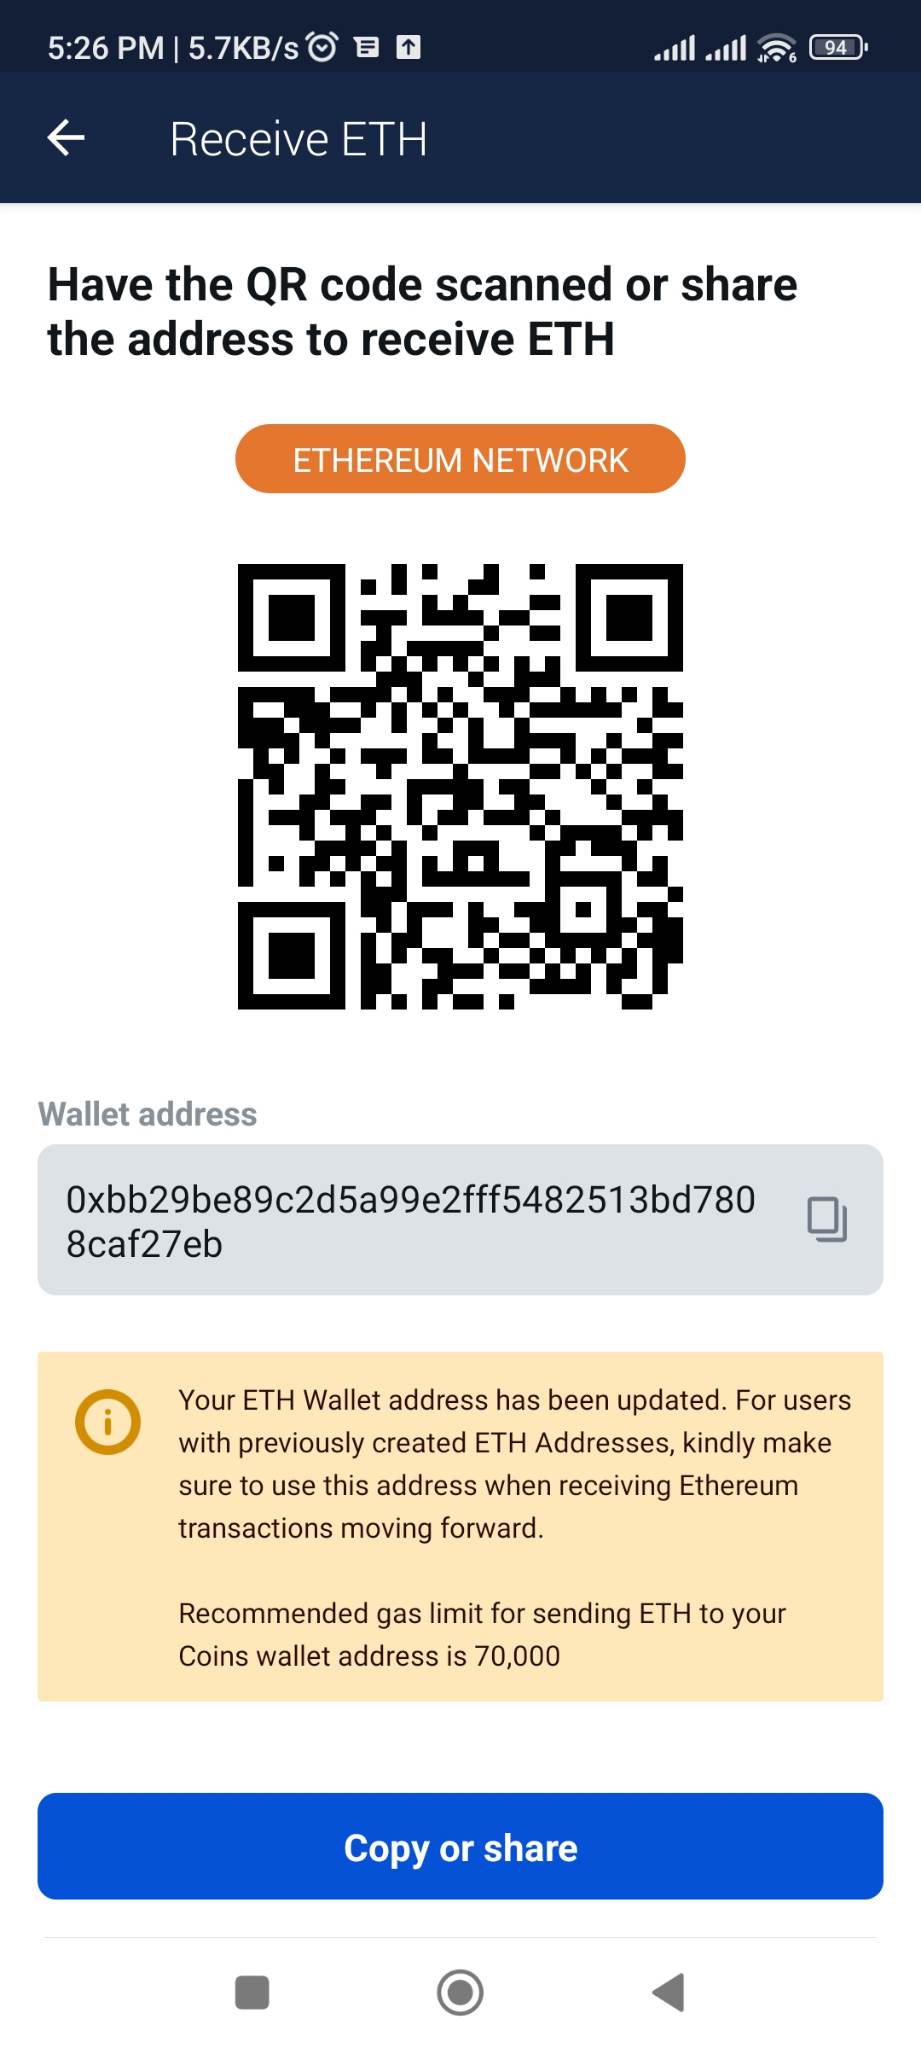 5:26 PM | 5.7KB/s
6
94
Receive ETH
Have the QR code scanned or share
the address to receive ETH
ETHEREUM NETWORK
Wallet address
0xbb29be89c2d5a99e2fff5482513bd780
8caf27eb
Your ETH Wallet address has been updated. For users
with previously created ETH Addresses, kindly make
sure to use this address when receiving Ethereum
transactions moving forward.
Recommended gas limit for sending ETH to your
Coins wallet address is 70,000
Copy or share